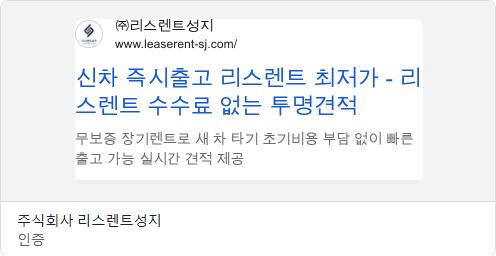 ㈜리스렌트성지
www.leaserent-sj.com/
신차 즉시출고 리스렌트 최저가 - 리
스렌트 수수료 없는 투명견적
무보증 장기렌트로 새 차 타기 초기비용 부담 없이 빠른
출고 가능 실시간 견적 제공
주식회사 리스렌트성지
인증